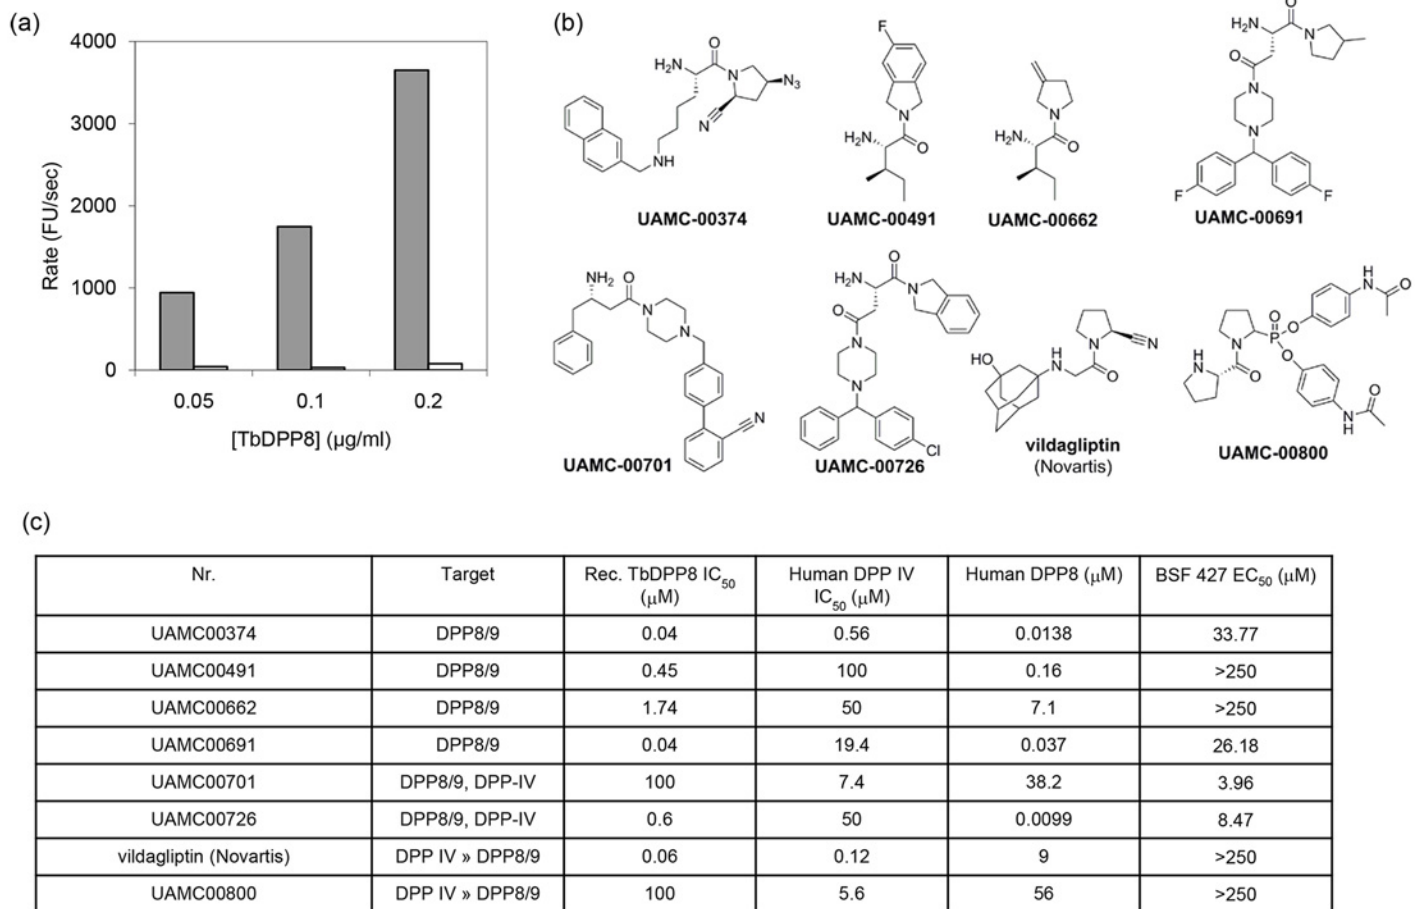 (a)
4000
3000
2000
1000
0
Rate (FU/sec)
0.05 0.1 0.2
[TbDPP8] (µg/ml)
(b)
H₂N O N N₃ N NH
UAMC-00374
F N H₂N O
UAMC-00491
N H₂N O
UAMC-00662
O H₂N N O N N F F
UAMC-00691
NH₂ O N N N
UAMC-00701
O H₂N N O N N Cl
UAMC-00726
HO H N N O N
vildagliptin
(Novartis)
H N O O P O O N H N O N H O
UAMC-00800
(c)
Nr. Target Rec. TbDPP8 IC₅₀ (µM) Human DPP IV IC₅₀ (µM) Human DPP8 (µM) BSF 427 EC₅₀ (µM)
UAMC00374 DPP8/9 0.04 0.56 0.0138 33.77
UAMC00491 DPP8/9 0.45 100 0.16 >250
UAMC00662 DPP8/9 1.74 50 7.1 >250
UAMC00691 DPP8/9 0.04 19.4 0.037 26.18
UAMC00701 DPP8/9, DPP-IV 100 7.4 38.2 3.96
UAMC00726 DPP8/9, DPP-IV 0.6 50 0.0099 8.47
vildagliptin (Novartis) DPP IV » DPP8/9 0.06 0.12 9 >250
UAMC00800 DPP IV » DPP8/9 100 5.6 56 >250